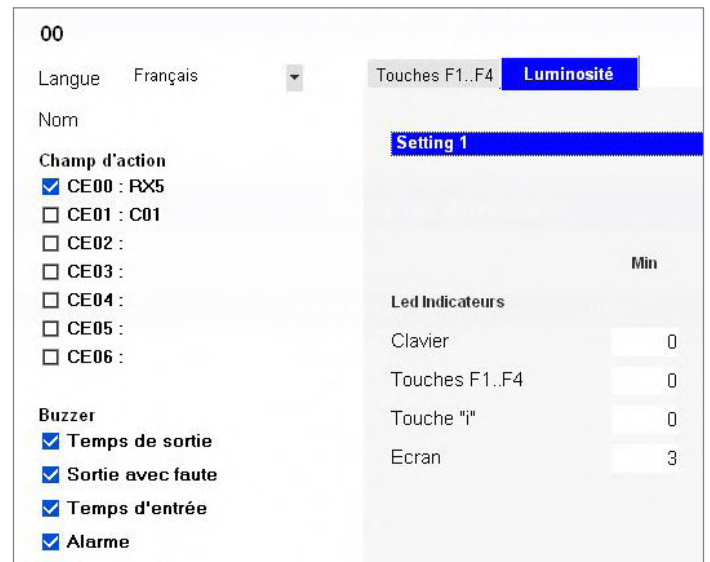 00
Langue Français
Nom
Champ d'action
CE00 : RX5
CE01 : C01
CE02 :
CE03 :
CE04 :
CE05 :
CE06 :
Buzzer
Temps de sortie
Sortie avec faute
Temps d'entrée
Alarme
Touches F1..F4 Luminosité
Setting 1
Min
Led Indicateurs
Clavier 0
Touches F1..F4 0
Touche "i" 0
Ecran 3